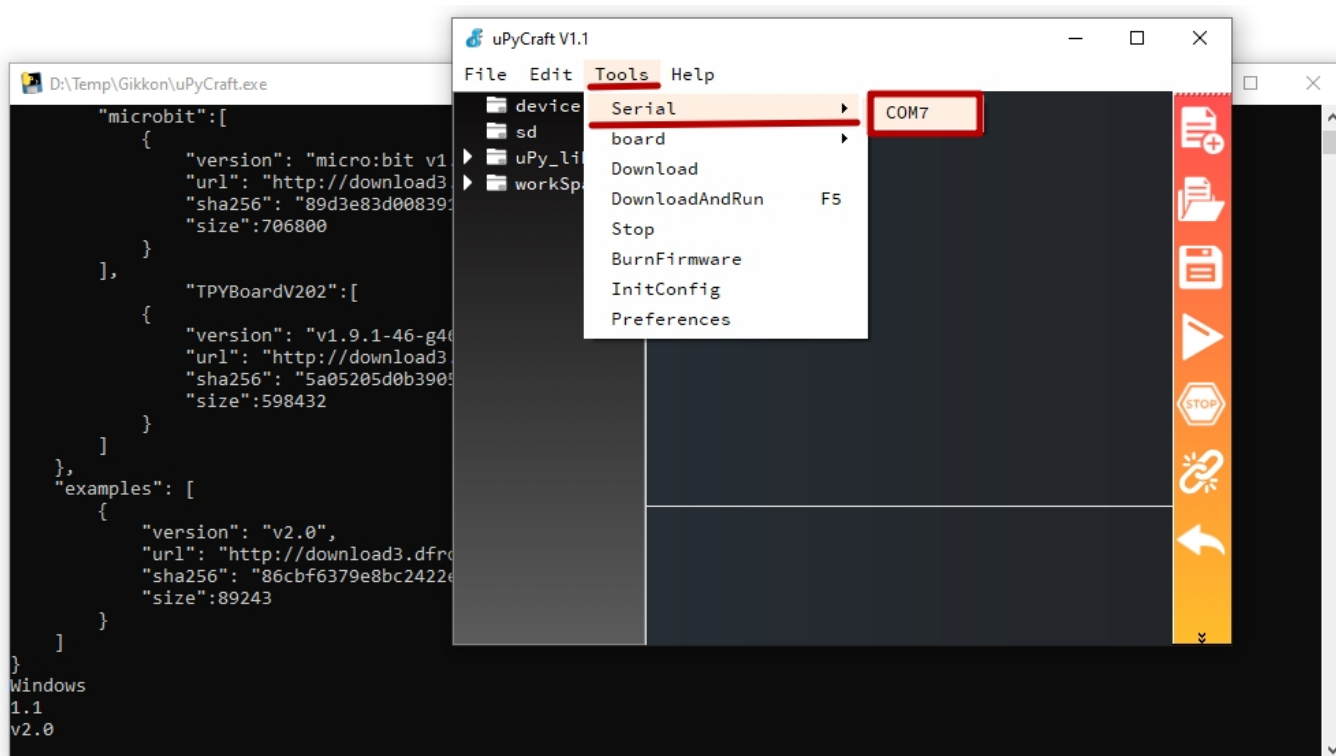 uPyCraft V1.1
File Edit Tools Help
D:\Temp\Gikkon\uPyCraft.exe
device
sd
workSp
Serial
COM7
board
Download
DownloadAndRun F5
Stop
BurnFirmware
InitConfig
Preferences
STOP
"microbit":[
{
"version": "micro:bit v1.
"url": "http://download3.
"sha256": "89d3e83d008391
"size":706800
}
],
"TPYBoardV202":[
{
"version": "v1.9.1-46-g46
"url": "http://download3.
"sha256": "5a05205d0b3905
"size":598432
}
]
},
"examples": [
{
"version": "v2.0",
"url": "http://download3.dfro
"sha256": "86cbf6379e8bc2422e
"size":89243
}
]
}
Windows
1.1
v2.0